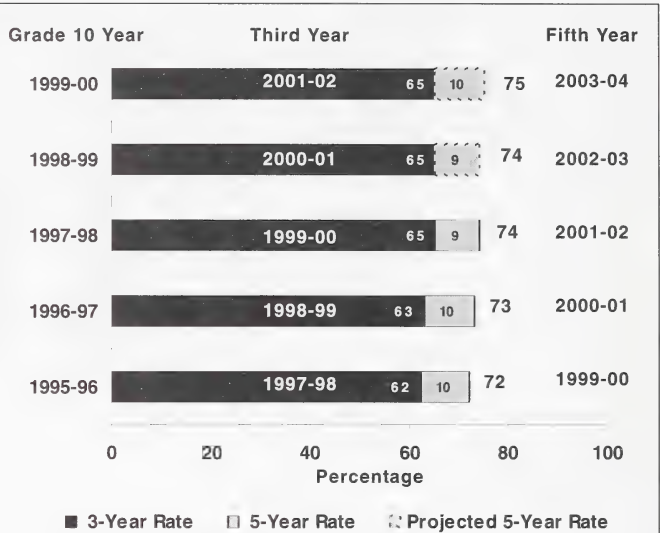 Grade 10 Year Third Year Fifth Year
1999-00 2001-02 65 10 75 2003-04
1998-99 2000-01 65 9 74 2002-03
1997-98 1999-00 65 9 74 2001-02
1996-97 1998-99 63 10 73 2000-01
1995-96 1997-98 62 10 72 1999-00
0 20 40 60 80 100
Percentage
3-Year Rate 5-Year Rate Projected 5-Year Rate